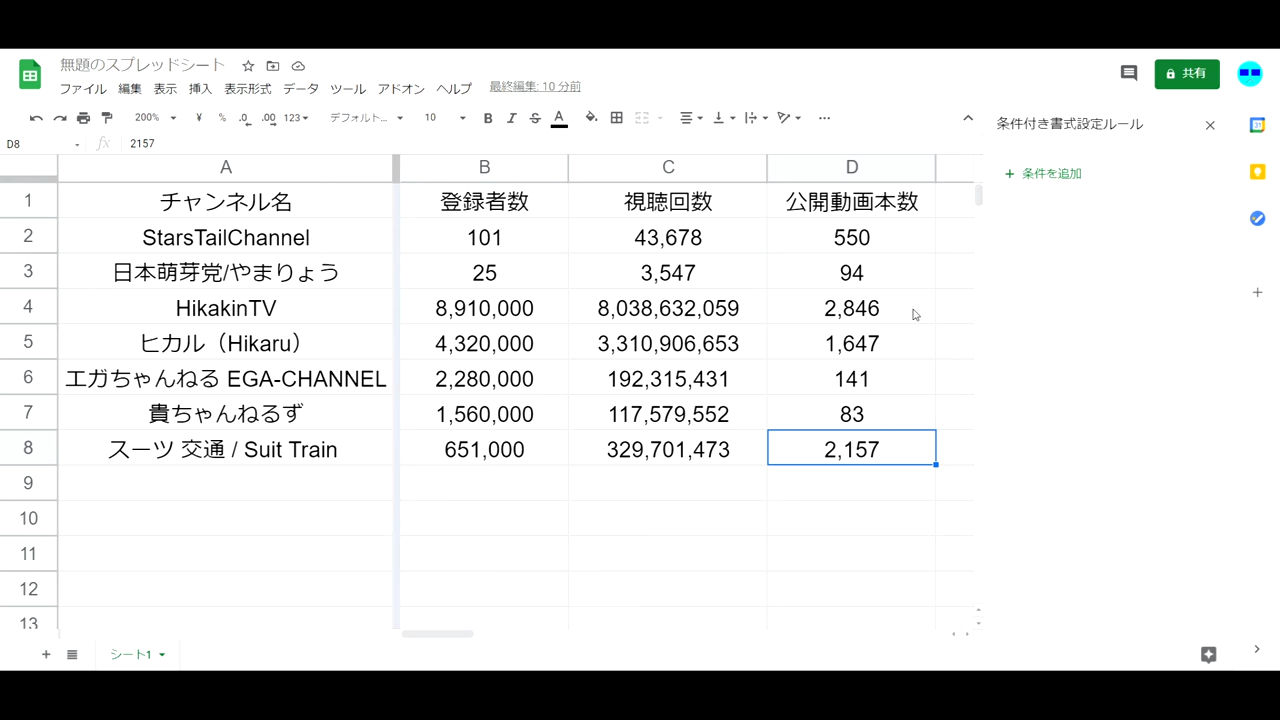 無題のスプレッドシート
ファイル 編集 表示 挿入 表示形式 データ ツール アドオン ヘルプ 最終編集: 10 分前
共有
200% ¥ % .0 .00 123 デフォルト... 10 B I S A
条件付き書式設定ルール
D8 fx 2157
+ 条件を追加
A B C D
1 チャンネル名 登録者数 視聴回数 公開動画本数
2 StarsTailChannel 101 43,678 550
3 日本萌芽党/やまりょう 25 3,547 94
4 HikakinTV 8,910,000 8,038,632,059 2,846
5 ヒカル（Hikaru） 4,320,000 3,310,906,653 1,647
6 エガちゃんねる EGA-CHANNEL 2,280,000 192,315,431 141
7 貴ちゃんねるず 1,560,000 117,579,552 83
8 スーツ 交通 / Suit Train 651,000 329,701,473 2,157
9
10
11
12
13
シート1